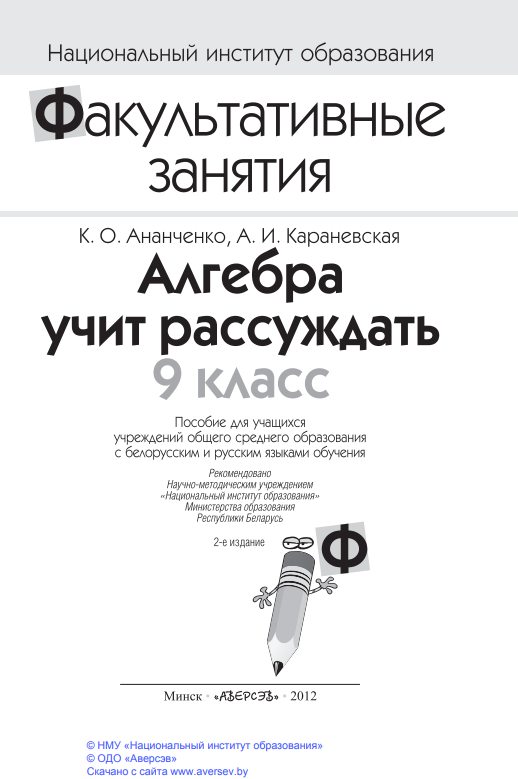 Национальный институт образования
Факультативные
занятия
К. О. Ананченко, А. И. Караневская
Алгебра
учит рассуждать
9 класс
Пособие для учащихся
учреждений общего среднего образования
с белорусским и русским языками обучения
Рекомендовано
Научно-методическим учреждением
«Национальный институт образования»
Министерства образования
Республики Беларусь
2-е издание
Ф
Минск • «АВЕРСЭВ» • 2012
© НМУ «Национальный институт образования»
© ОДО «Аверсэв»
Скачано с сайта www.aversev.by